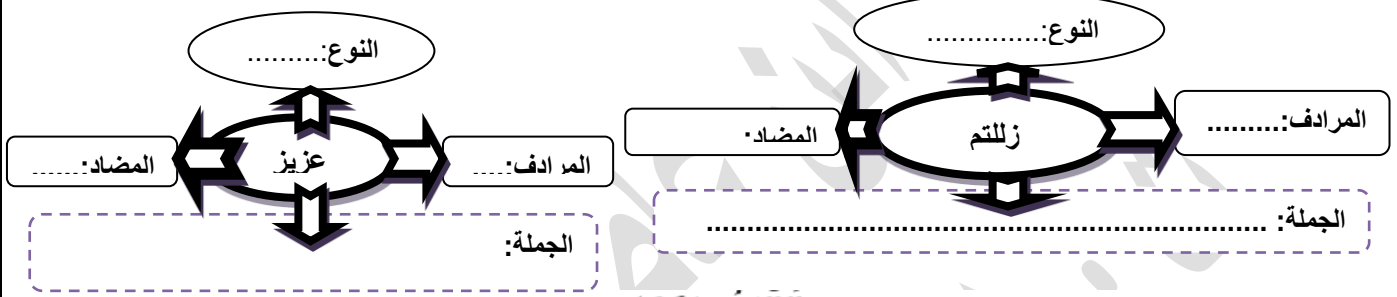 النوع:..............
زللتم
المرادف:.........
المضاد:
الجملة: ......................................................................
النوع:.........
عزيز
المرادف:.....
المضاد:......
الجملة: